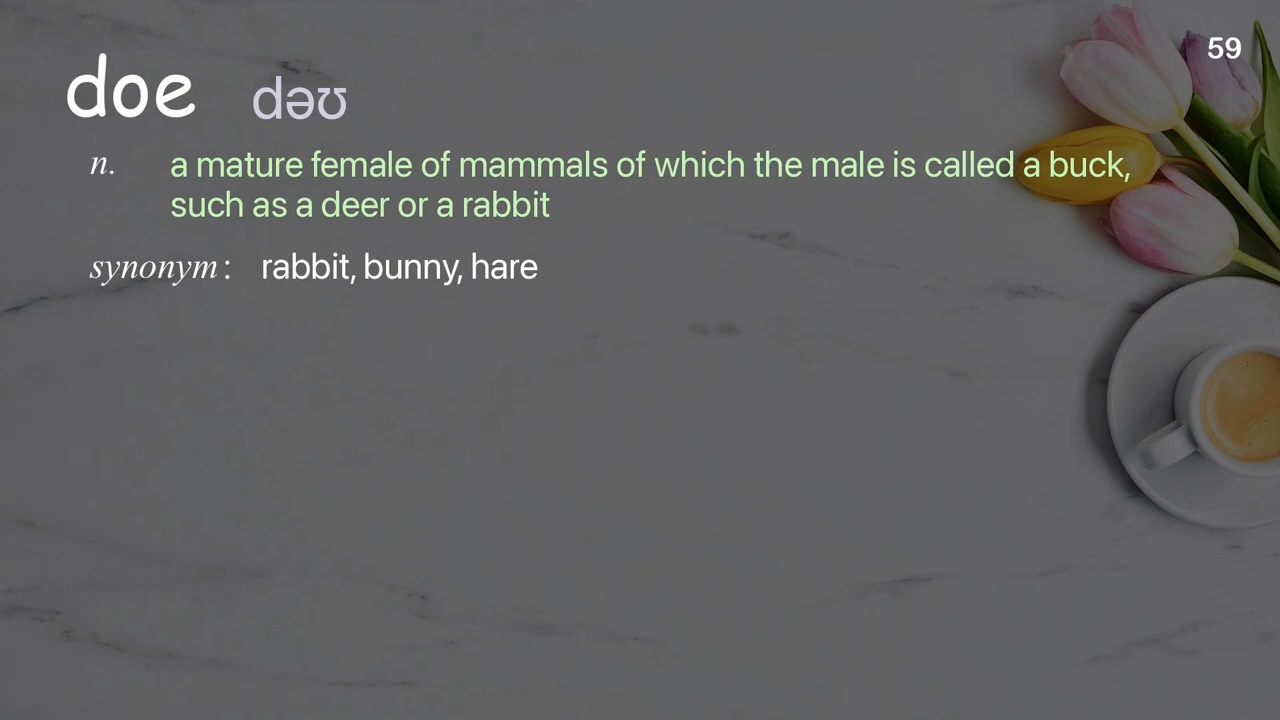 59
doe dəʊ
n. a mature female of mammals of which the male is called a buck,
such as a deer or a rabbit
synonym : rabbit, bunny, hare